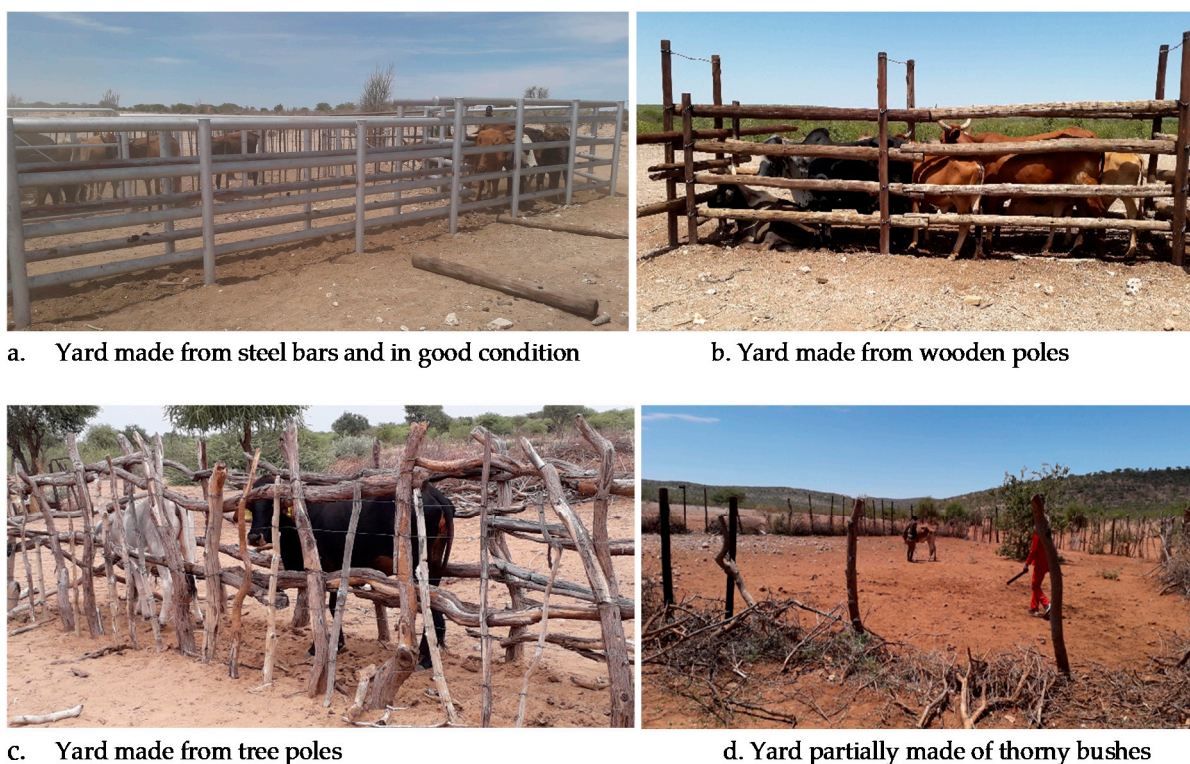 a. Yard made from steel bars and in good condition
b. Yard made from wooden poles
c. Yard made from tree poles
d. Yard partially made of thorny bushes